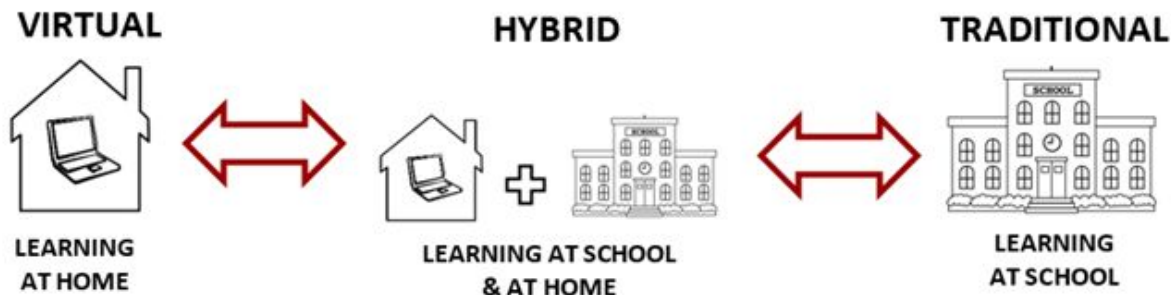 VIRTUAL
LEARNING
AT HOME
HYBRID
SCHOOL
LEARNING AT SCHOOL
& AT HOME
TRADITIONAL
SCHOOL
LEARNING
AT SCHOOL